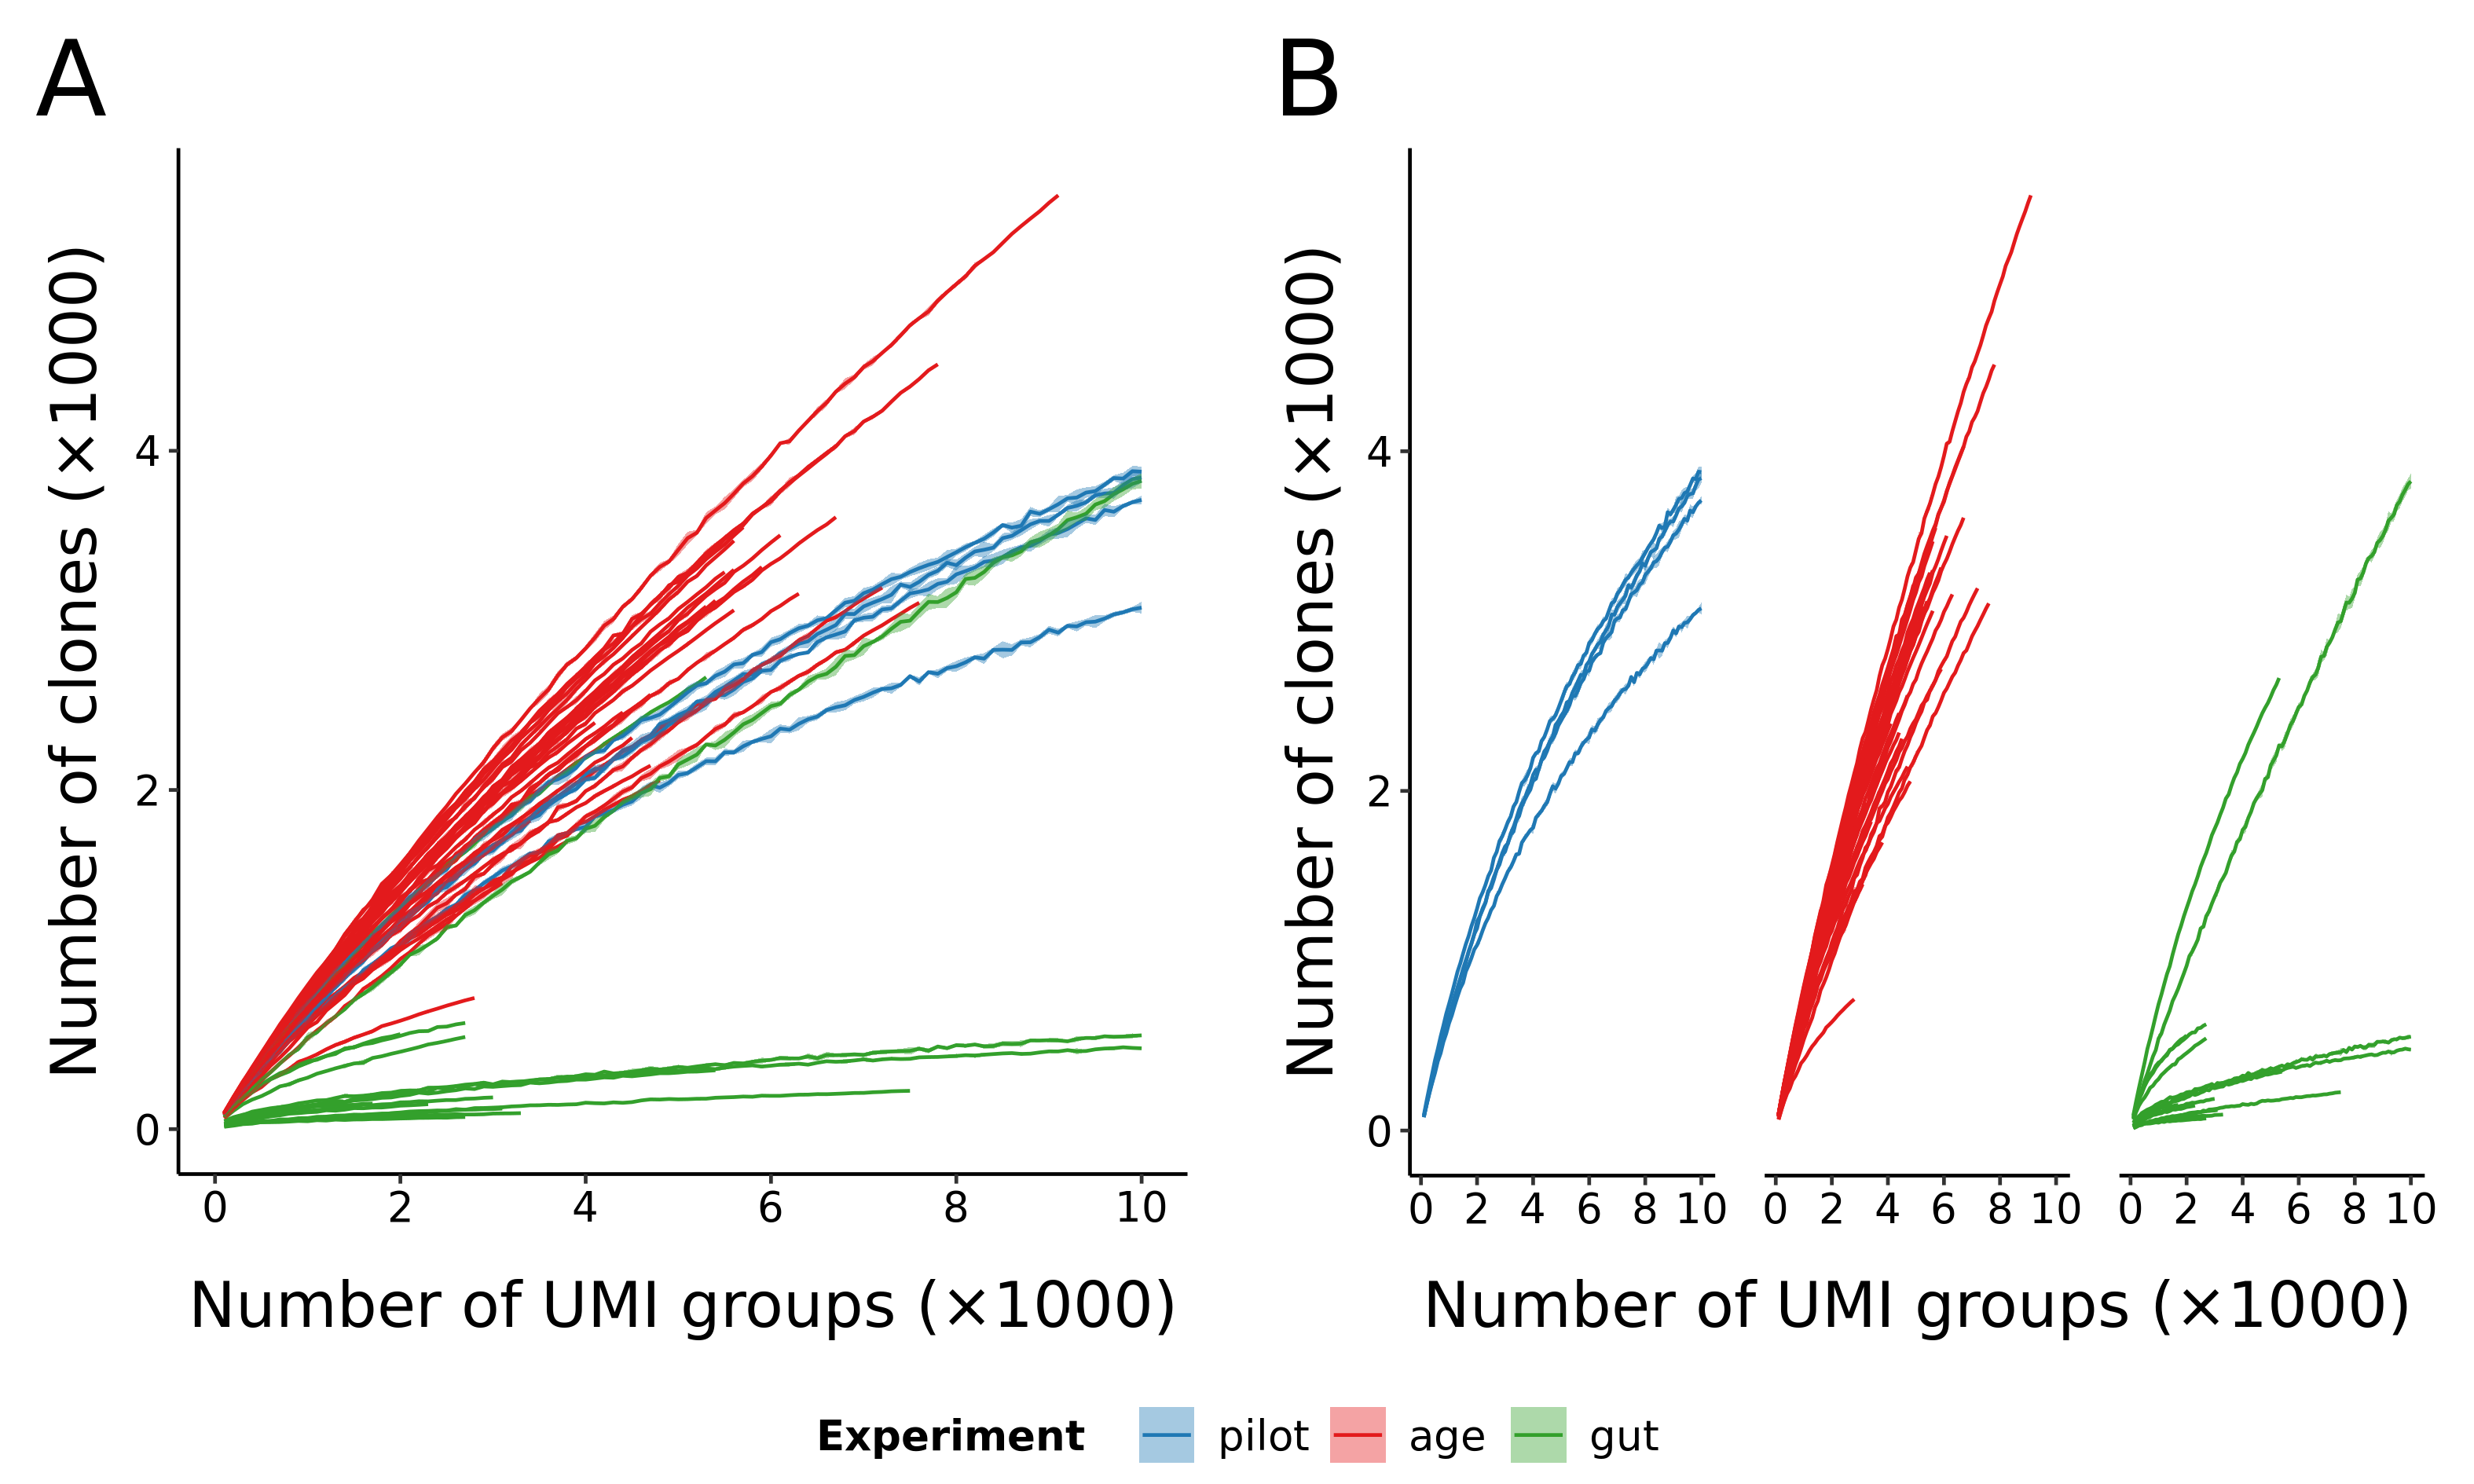 A
B
Number of clones (×1000)
4
2
0
0 2 4 6 8 10
Number of UMI groups (×1000)
Number of clones (×1000)
4
2
0
0 2 4 6 8 10 0 2 4 6 8 10 0 2 4 6 8 10
Number of UMI groups (×1000)
Experiment pilot age gut